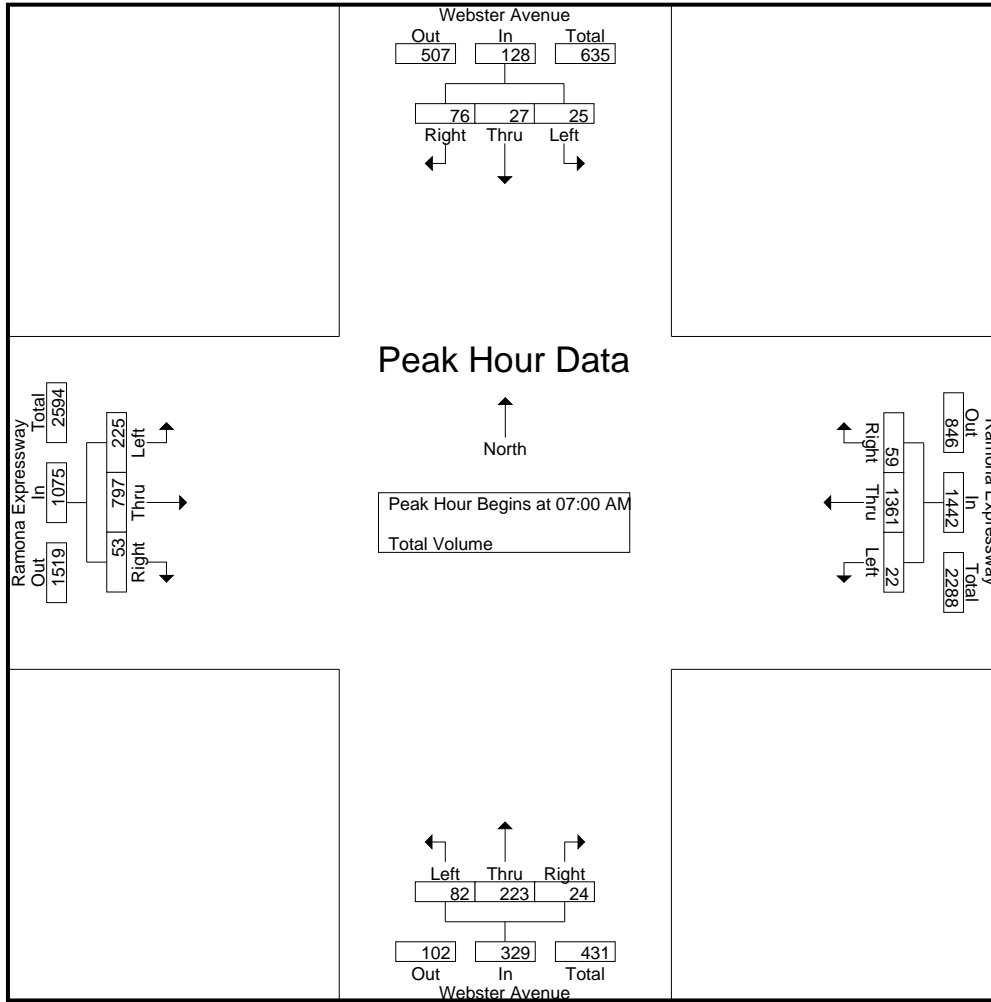 Webster Avenue
Out In Total
507 128 635
76 27 25
Right Thru Left
Peak Hour Data
North
Peak Hour Begins at 07:00 AM
Total Volume
Ramona Expressway
Total In Out
2594 1075 1519
225 797 53
Left Thru Right
Right Thru Left
59 1361 22
846 1442 2288
Out In Total
Ramona Expressway
Left Thru Right
82 223 24
102 329 431
Out In Total
Webster Avenue